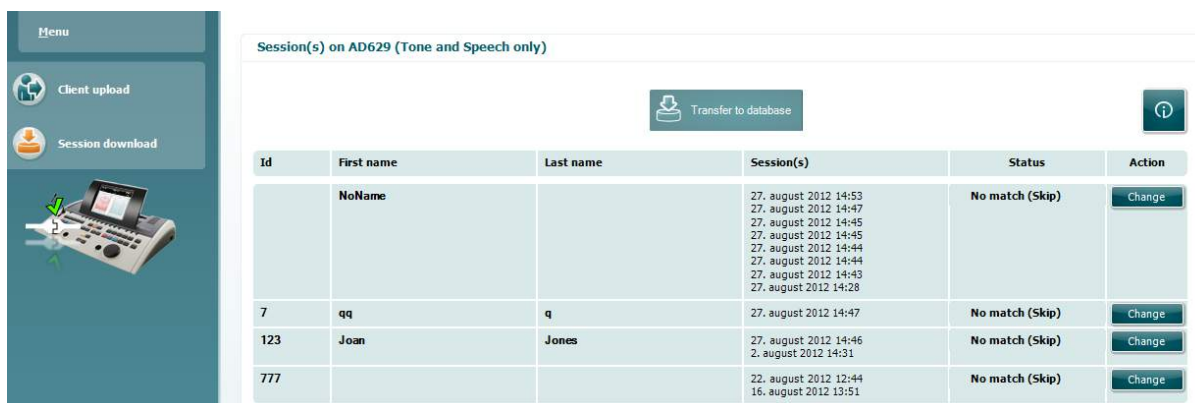 Menu
Client upload
Session download
Session(s) on AD629 (Tone and Speech only)
Transfer to database
Id First name Last name Session(s) Status Action
NoName 27. august 2012 14:53 No match (Skip) Change
27. august 2012 14:47
27. august 2012 14:45
27. august 2012 14:45
27. august 2012 14:44
27. august 2012 14:44
27. august 2012 14:43
27. august 2012 14:28
7 qq q 27. august 2012 14:47 No match (Skip) Change
123 Joan Jones 27. august 2012 14:46 No match (Skip) Change
2. august 2012 14:31
777 22. august 2012 12:44 No match (Skip) Change
16. august 2012 13:51